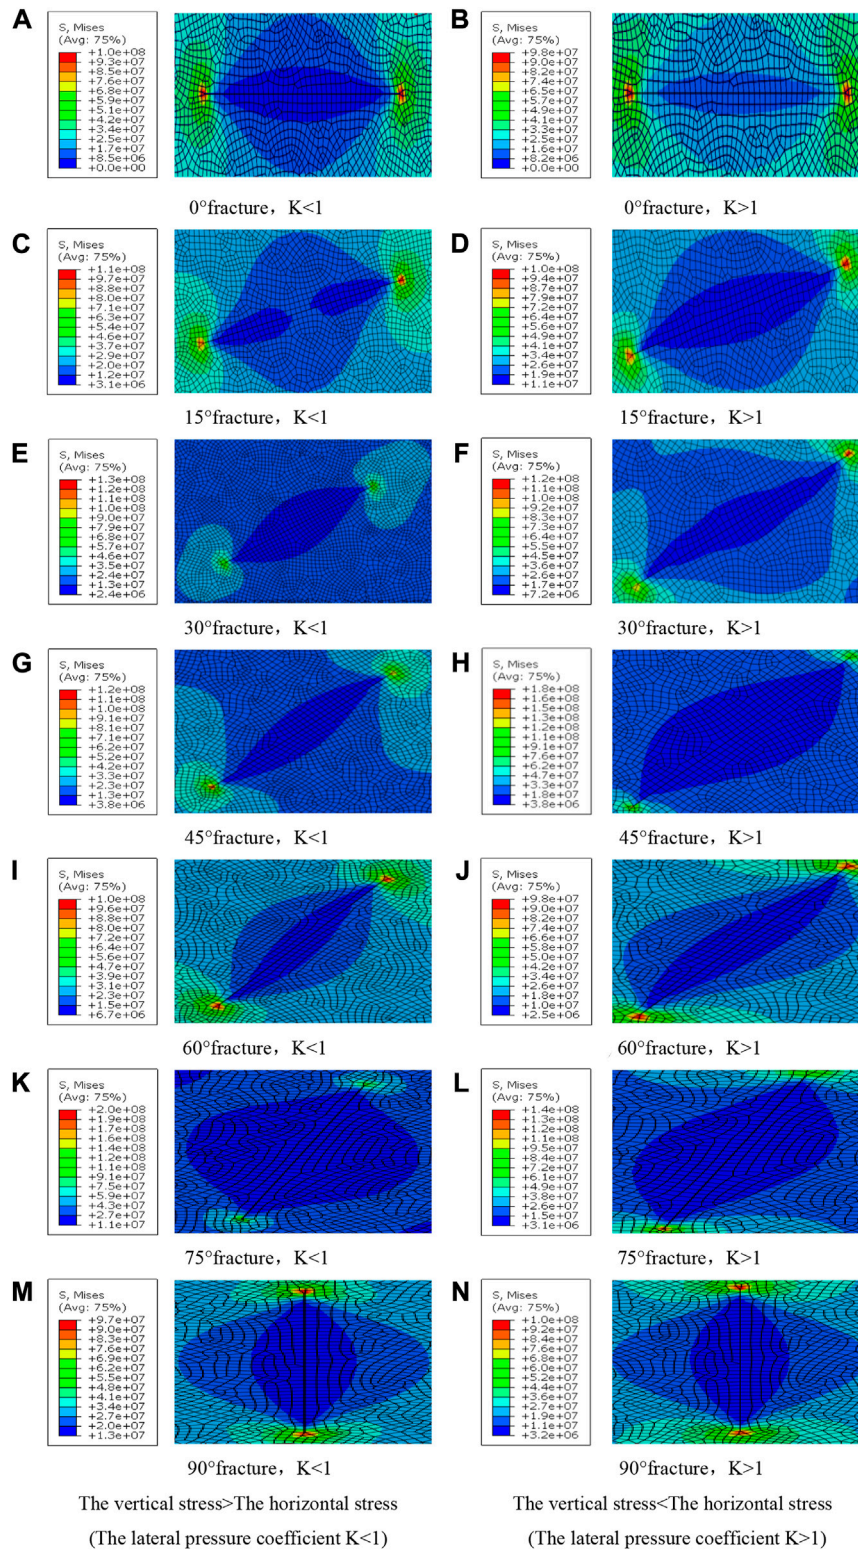 A
S, Mises
(Avg: 75%)
+1.0e+08
+9.3e+07
+8.5e+07
+7.6e+07
+6.8e+07
+5.9e+07
+5.1e+07
+4.2e+07
+3.4e+07
+2.5e+07
+1.7e+07
+8.5e+06
+0.0e+00
0°fracture，K<1
B
S, Mises
(Avg: 75%)
+9.8e+07
+9.0e+07
+8.2e+07
+7.4e+07
+6.5e+07
+5.7e+07
+4.9e+07
+4.1e+07
+3.3e+07
+2.5e+07
+1.6e+07
+8.2e+06
+0.0e+00
0°fracture，K>1
C
S, Mises
(Avg: 75%)
+1.1e+08
+9.7e+07
+8.8e+07
+8.0e+07
+7.1e+07
+6.3e+07
+5.4e+07
+4.6e+07
+3.7e+07
+2.9e+07
+2.0e+07
+1.2e+07
+3.1e+06
15°fracture，K<1
D
S, Mises
(Avg: 75%)
+1.0e+08
+9.4e+07
+8.7e+07
+7.9e+07
+7.2e+07
+6.4e+07
+5.6e+07
+4.9e+07
+4.1e+07
+3.4e+07
+2.6e+07
+1.9e+07
+1.1e+07
15°fracture，K>1
E
S, Mises
(Avg: 75%)
+1.3e+08
+1.2e+08
+1.1e+08
+1.0e+08
+9.0e+07
+7.9e+07
+6.8e+07
+5.7e+07
+4.6e+07
+3.5e+07
+2.4e+07
+1.3e+07
+2.4e+06
30°fracture，K<1
F
S, Mises
(Avg: 75%)
+1.2e+08
+1.1e+08
+1.0e+08
+9.2e+07
+8.3e+07
+7.3e+07
+6.4e+07
+5.5e+07
+4.5e+07
+3.6e+07
+2.6e+07
+1.7e+07
+7.2e+06
30°fracture，K>1
G
S, Mises
(Avg: 75%)
+1.2e+08
+1.1e+08
+1.0e+08
+9.1e+07
+8.1e+07
+7.1e+07
+6.2e+07
+5.2e+07
+4.2e+07
+3.3e+07
+2.3e+07
+1.3e+07
+3.8e+06
45°fracture，K<1
H
S, Mises
(Avg: 75%)
+1.8e+08
+1.6e+08
+1.5e+08
+1.3e+08
+1.2e+08
+1.1e+08
+9.1e+07
+7.6e+07
+6.2e+07
+4.7e+07
+3.3e+07
+1.8e+07
+3.8e+06
45°fracture，K>1
I
S, Mises
(Avg: 75%)
+1.0e+08
+9.6e+07
+8.8e+07
+8.0e+07
+7.2e+07
+6.4e+07
+5.6e+07
+4.7e+07
+3.9e+07
+3.1e+07
+2.3e+07
+1.5e+07
+6.7e+06
60°fracture，K<1
J
S, Mises
(Avg: 75%)
+9.8e+07
+9.0e+07
+8.2e+07
+7.4e+07
+6.6e+07
+5.8e+07
+5.0e+07
+4.2e+07
+3.4e+07
+2.6e+07
+1.8e+07
+1.0e+07
+2.5e+06
60°fracture，K>1
K
S, Mises
(Avg: 75%)
+2.0e+08
+1.9e+08
+1.7e+08
+1.6e+08
+1.4e+08
+1.2e+08
+1.1e+08
+9.1e+07
+7.5e+07
+5.9e+07
+4.3e+07
+2.7e+07
+1.1e+07
75°fracture，K<1
L
S, Mises
(Avg: 75%)
+1.4e+08
+1.3e+08
+1.2e+08
+1.1e+08
+9.5e+07
+8.4e+07
+7.2e+07
+6.1e+07
+4.9e+07
+3.8e+07
+2.6e+07
+1.5e+07
+3.1e+06
75°fracture，K>1
M
S, Mises
(Avg: 75%)
+9.7e+07
+9.0e+07
+8.3e+07
+7.6e+07
+6.9e+07
+6.2e+07
+5.5e+07
+4.8e+07
+4.1e+07
+3.4e+07
+2.7e+07
+2.0e+07
+1.3e+07
90°fracture，K<1
N
S, Mises
(Avg: 75%)
+1.0e+08
+9.2e+07
+8.4e+07
+7.6e+07
+6.8e+07
+6.0e+07
+5.2e+07
+4.4e+07
+3.6e+07
+2.7e+07
+1.9e+07
+1.1e+07
+3.2e+06
90°fracture，K>1
The vertical stress>The horizontal stress
(The lateral pressure coefficient K<1)
The vertical stress<The horizontal stress
(The lateral pressure coefficient K>1)